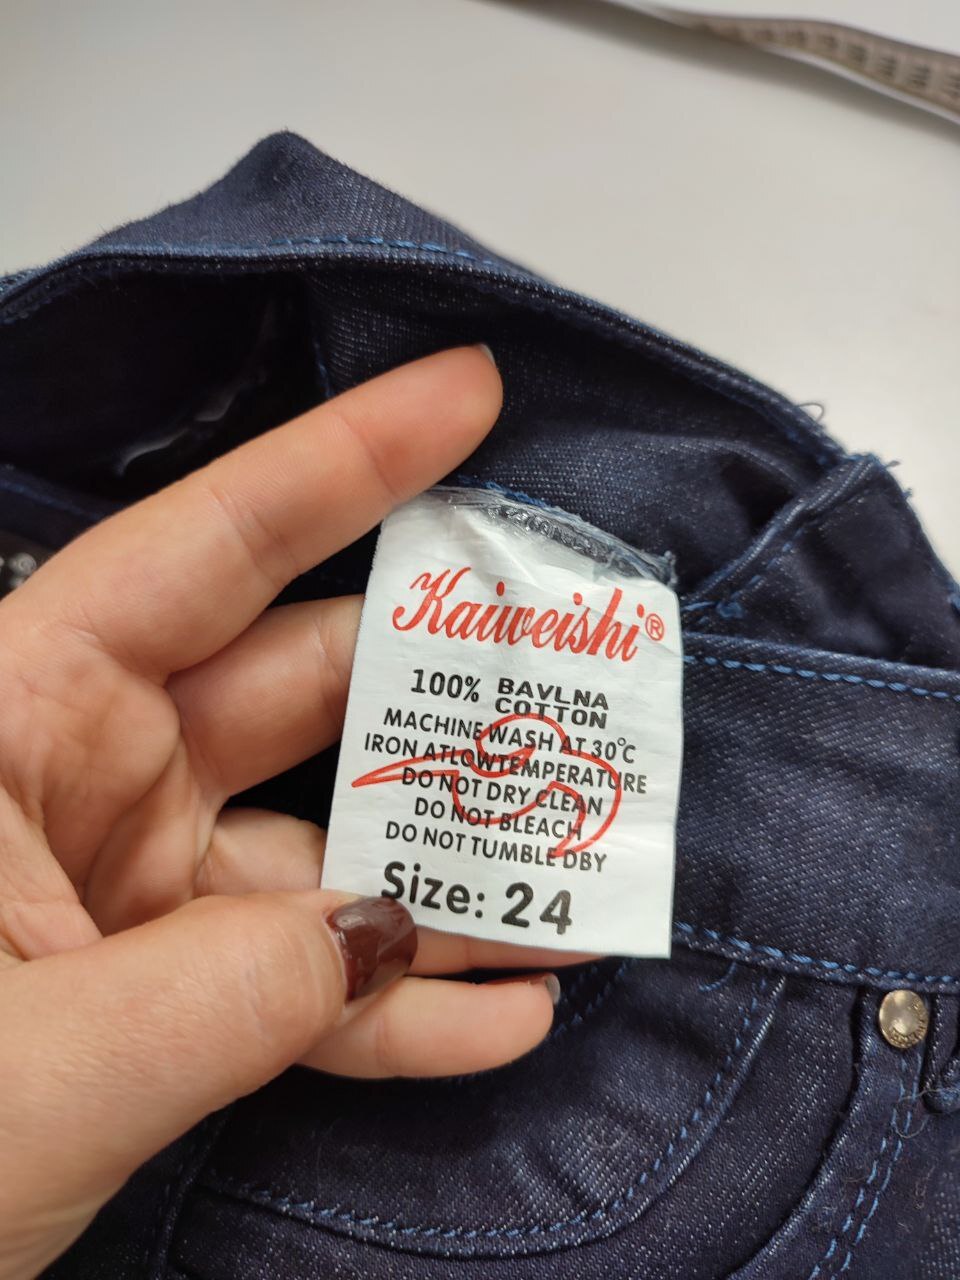 Kaiweishi®
100% BAVLNA
COTTON
MACHINE WASH AT 30°C
IRON ATLOWTEMPERATURE
DO NOT DRY CLEAN
DO NOT BLEACH
DO NOT TUMBLE DBY
Size: 24